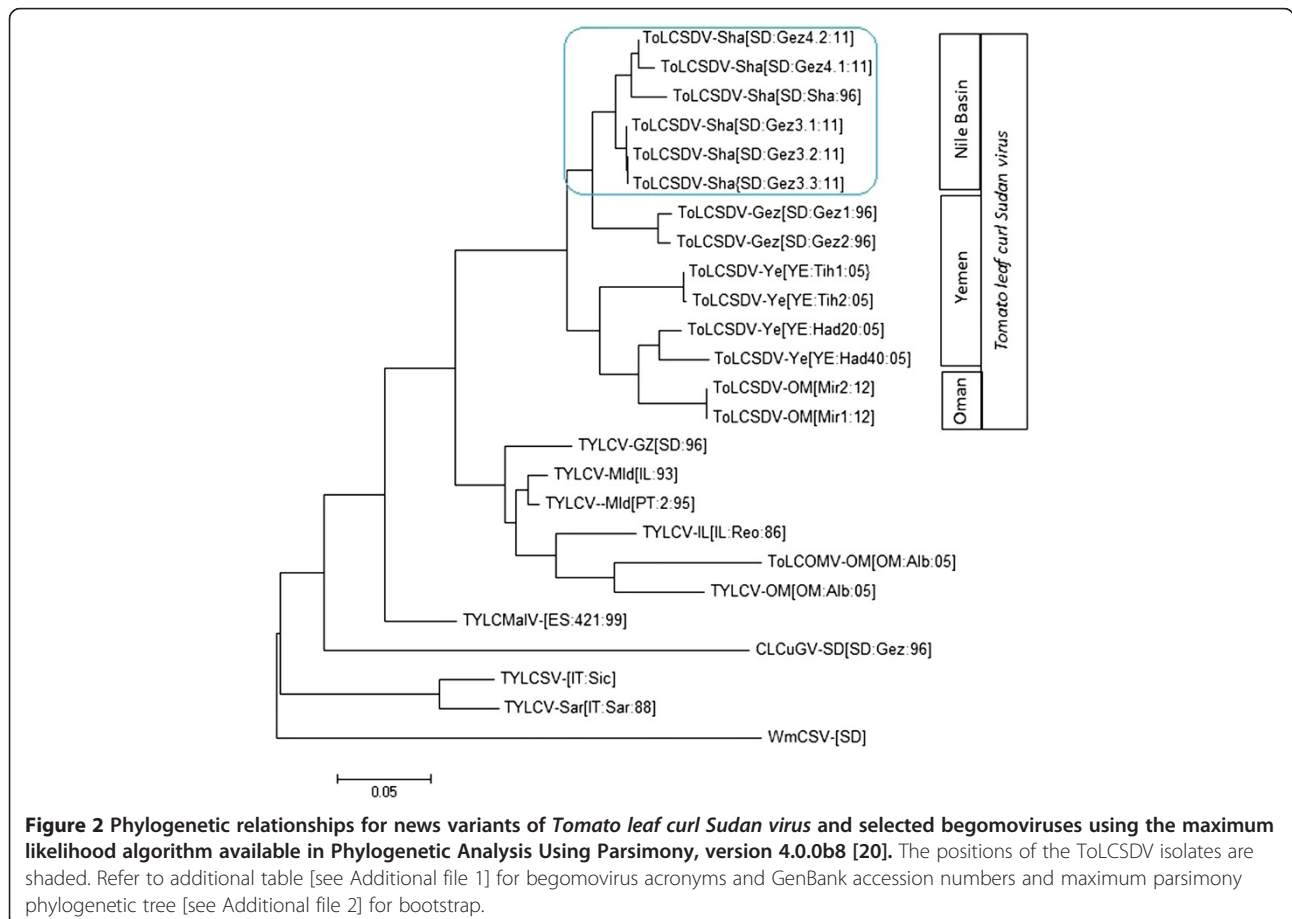 ToLCSDV-Sha[SD:Gez4.2:11]
ToLCSDV-Sha[SD:Gez4.1:11]
ToLCSDV-Sha[SD:Sha:96]
ToLCSDV-Sha[SD:Gez3.1:11]
ToLCSDV-Sha[SD:Gez3.2:11]
ToLCSDV-Sha{SD:Gez3.3:11]
ToLCSDV-Gez[SD:Gez1:96]
ToLCSDV-Gez[SD:Gez2:96]
ToLCSDV-Ye[YE:Tih1:05}
ToLCSDV-Ye[YE:Tih2:05]
ToLCSDV-Ye[YE:Had20:05]
ToLCSDV-Ye[YE:Had40:05]
ToLCSDV-OM[Mir2:12]
ToLCSDV-OM[Mir1:12]
TYLCV-GZ[SD:96]
TYLCV-Mld[IL:93]
TYLCV--Mld[PT:2:95]
TYLCV-IL[IL:Reo:86]
ToLCOMV-OM[OM:Alb:05]
TYLCV-OM[OM:Alb:05]
TYLCMalV-[ES:421:99]
CLCuGV-SD[SD:Gez:96]
TYLCSV-[IT:Sic]
TYLCV-Sar[IT:Sar:88]
WmCSV-[SD]
Nile Basin
Yemen
Oman
Tomato leaf curl Sudan virus
0.05
Figure 2 Phylogenetic relationships for news variants of Tomato leaf curl Sudan virus and selected begomoviruses using the maximum
likelihood algorithm available in Phylogenetic Analysis Using Parsimony, version 4.0.0b8 [20]. The positions of the ToLCSDV isolates are
shaded. Refer to additional table [see Additional file 1] for begomovirus acronyms and GenBank accession numbers and maximum parsimony
phylogenetic tree [see Additional file 2] for bootstrap.